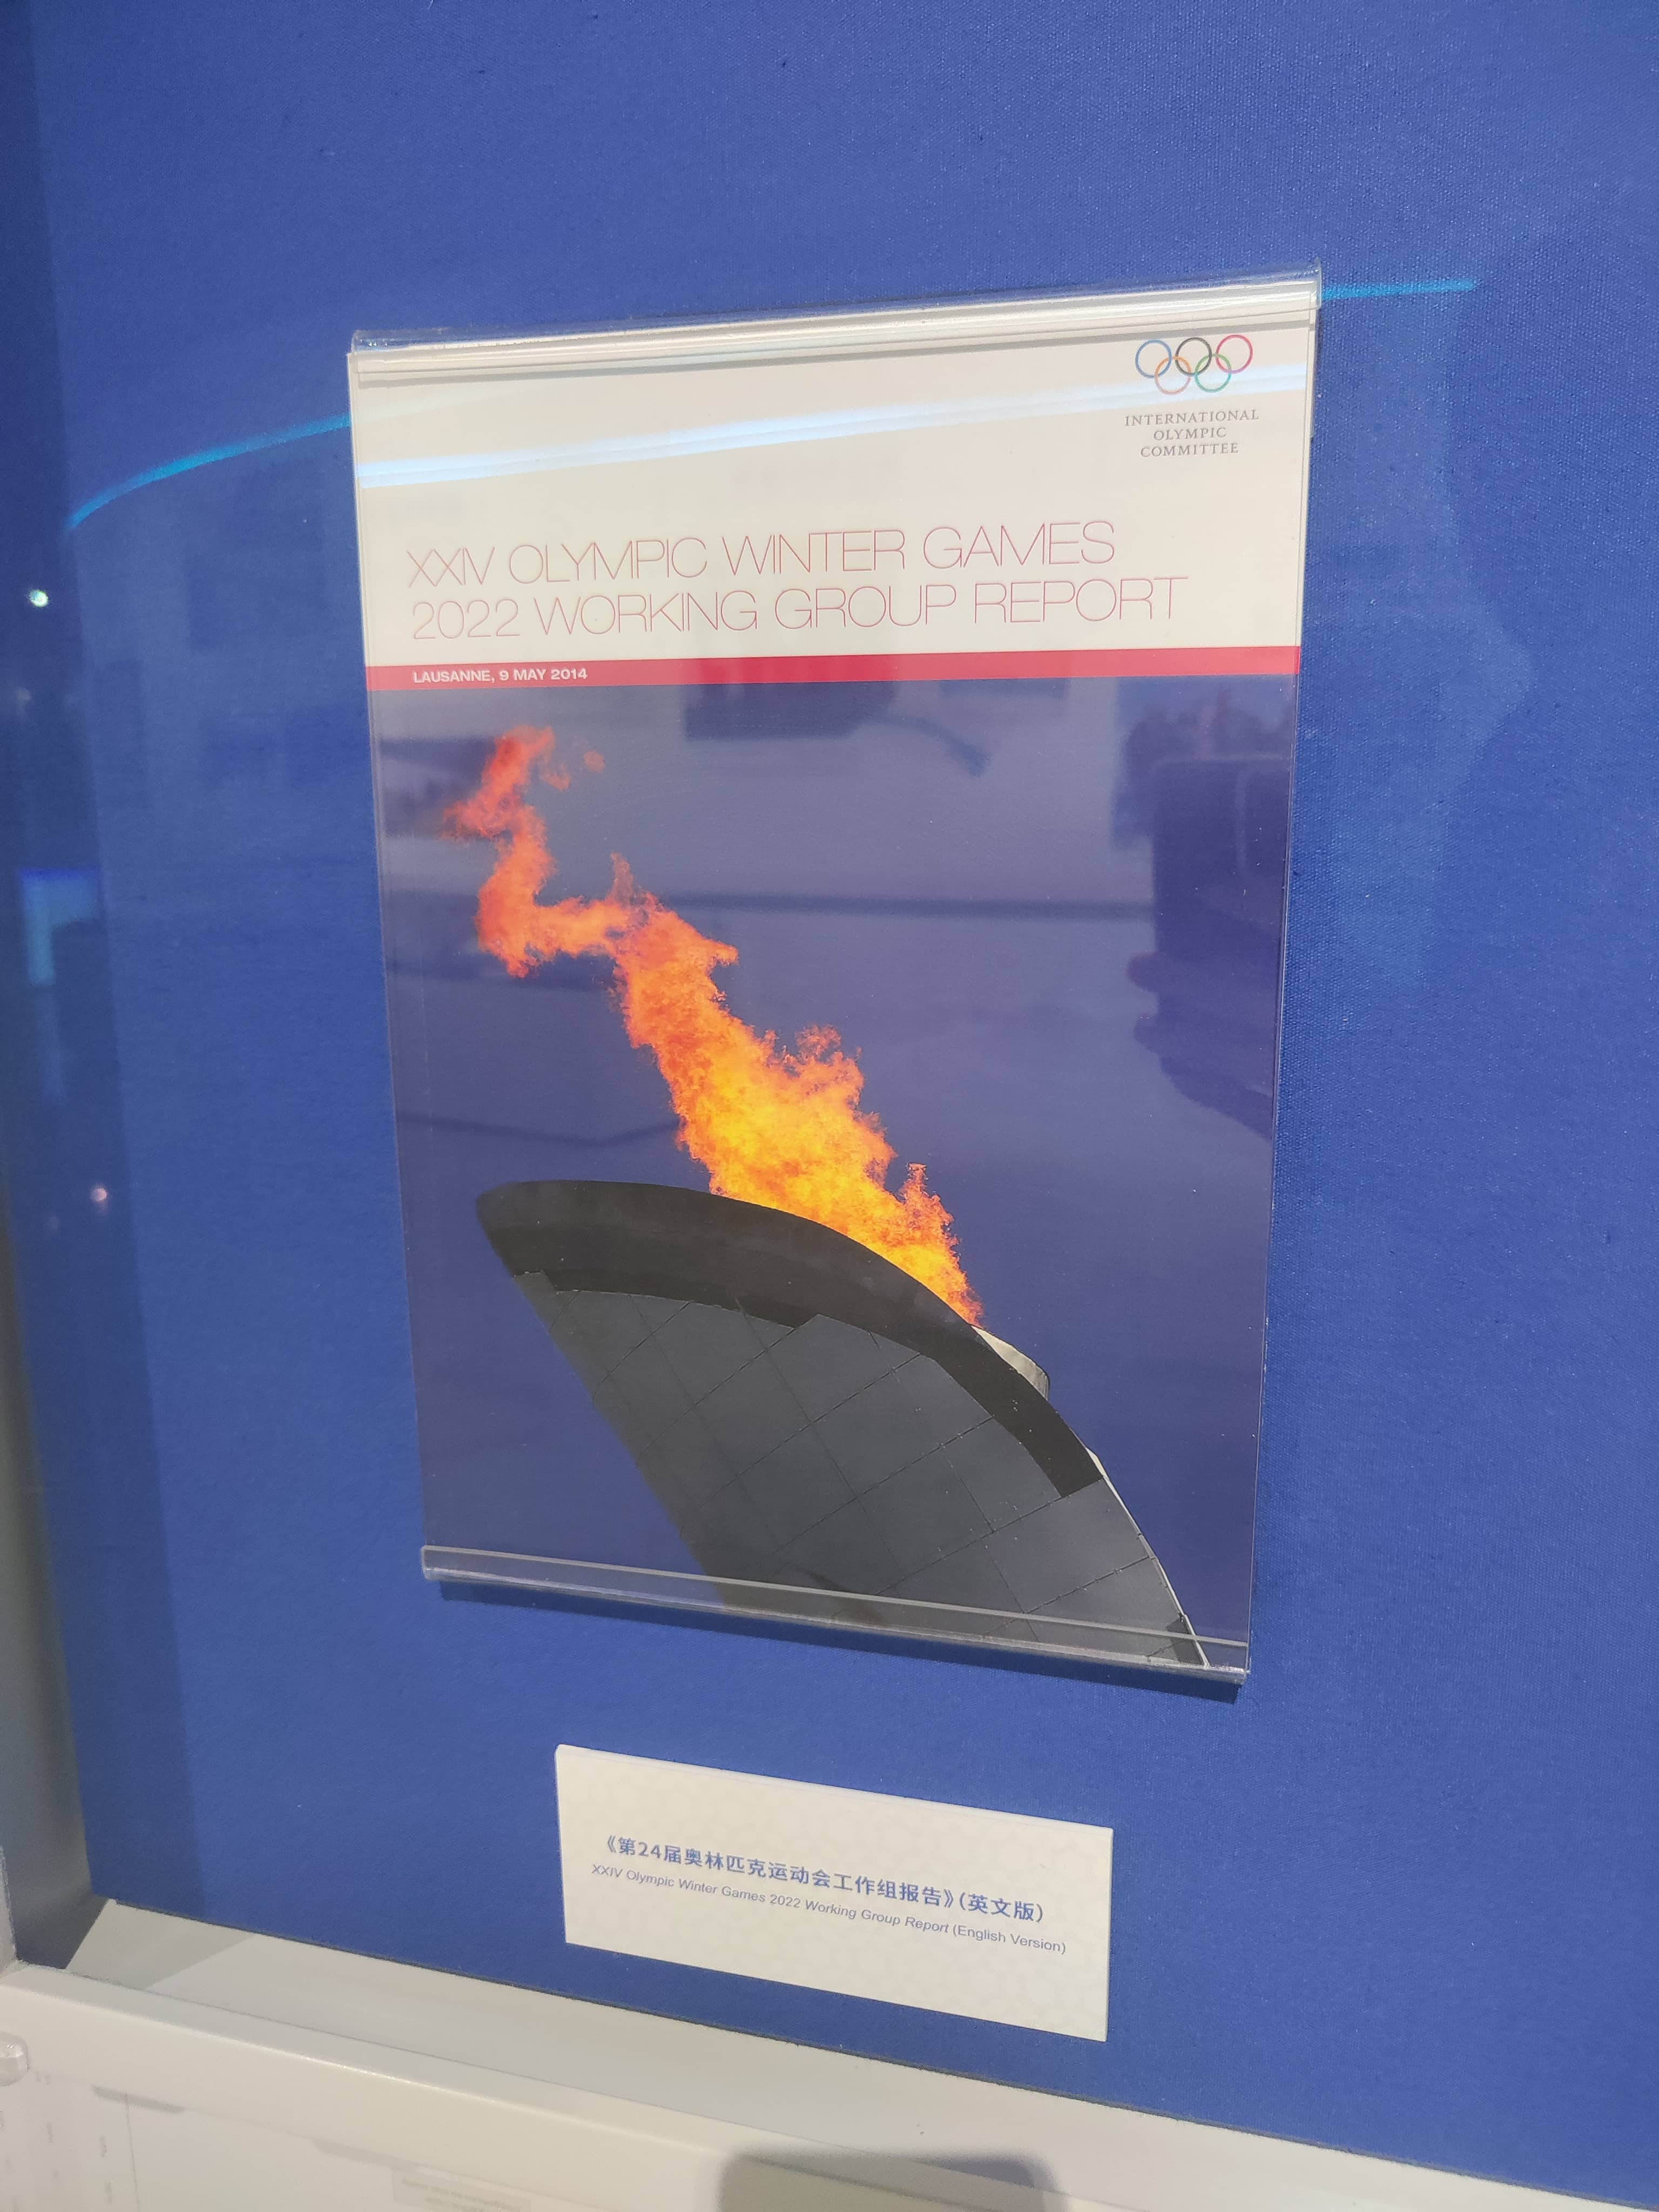 INTERNATIONAL
OLYMPIC
COMMITTEE
XXIV OLYMPIC WINTER GAMES
2022 WORKING GROUP REPORT
LAUSANNE, 9 MAY 2014
《第24届奥林匹克运动会工作组报告》(英文版)
XXIV Olympic Winter Games 2022 Working Group Report (English Version)